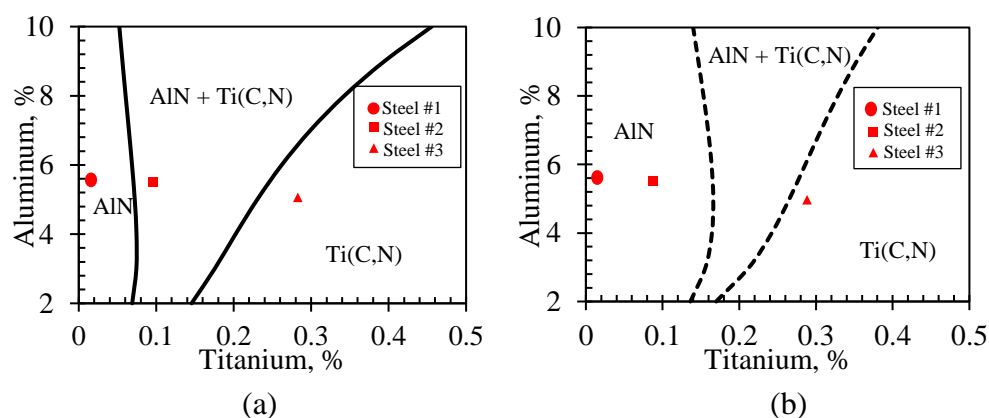 10
8
6
4
2
Aluminum, %
AlN + Ti(C,N)
Steel #1
Steel #2
Steel #3
AlN
Ti(C,N)
0 0.1 0.2 0.3 0.4 0.5
Titanium, %
(a)
10
8
6
4
2
Aluminum, %
AlN + Ti(C,N)
AlN
Steel #1
Steel #2
Steel #3
Ti(C,N)
0 0.1 0.2 0.3 0.4 0.5
Titanium, %
(b)